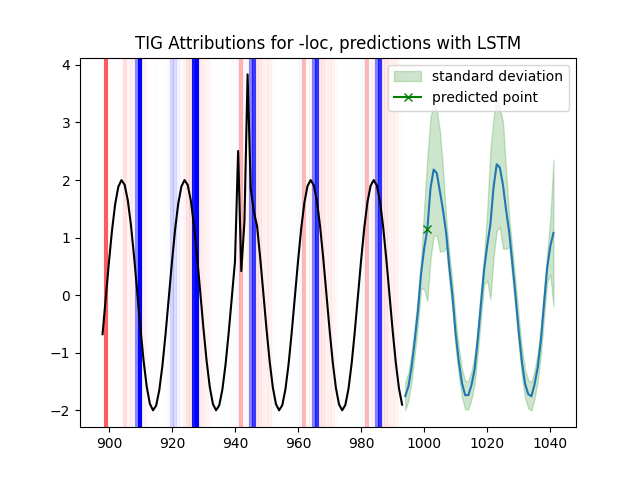 TIG Attributions for -loc, predictions with LSTM
standard deviation
predicted point
4
3
2
1
0
−1
−2
900 920 940 960 980 1000 1020 1040